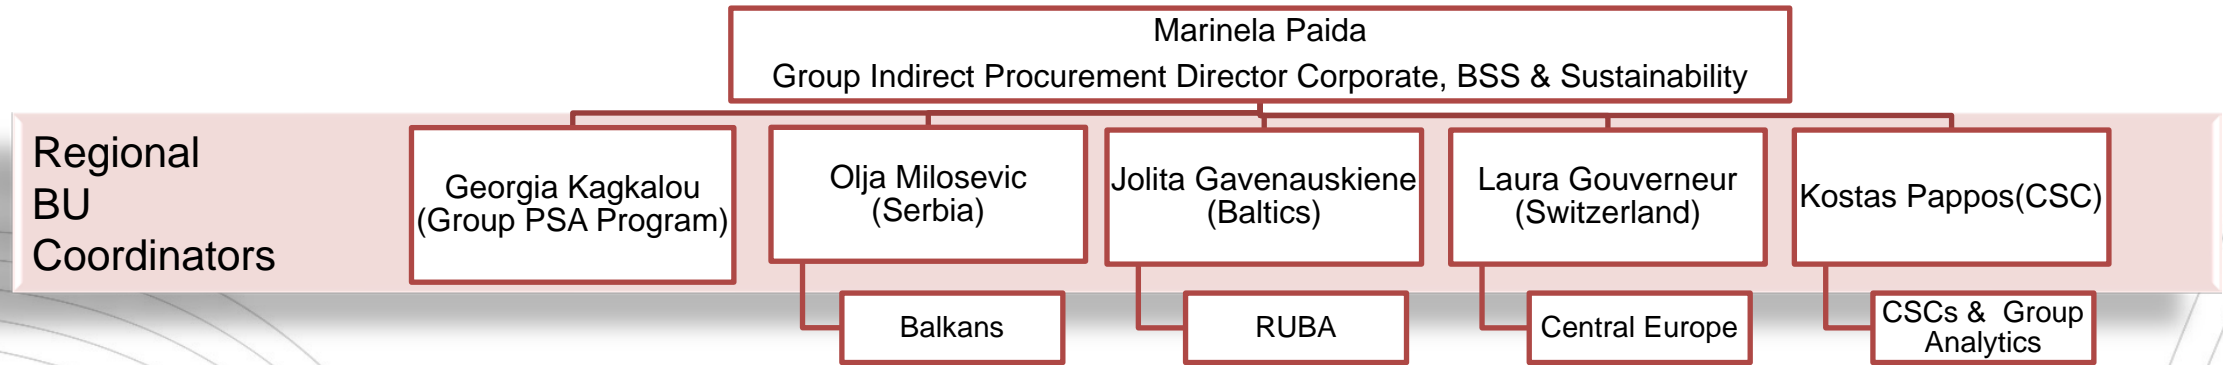 Marinela Paida
Group Indirect Procurement Director Corporate, BSS & Sustainability
Regional
BU
Coordinators
Georgia Kagkalou
(Group PSA Program)
Olja Milosevic
(Serbia)
Jolita Gavenauskiene
(Baltics)
Laura Gouverneur
(Switzerland)
Kostas Pappos(CSC)
Balkans
RUBA
Central Europe
CSCs &  Group
Analytics